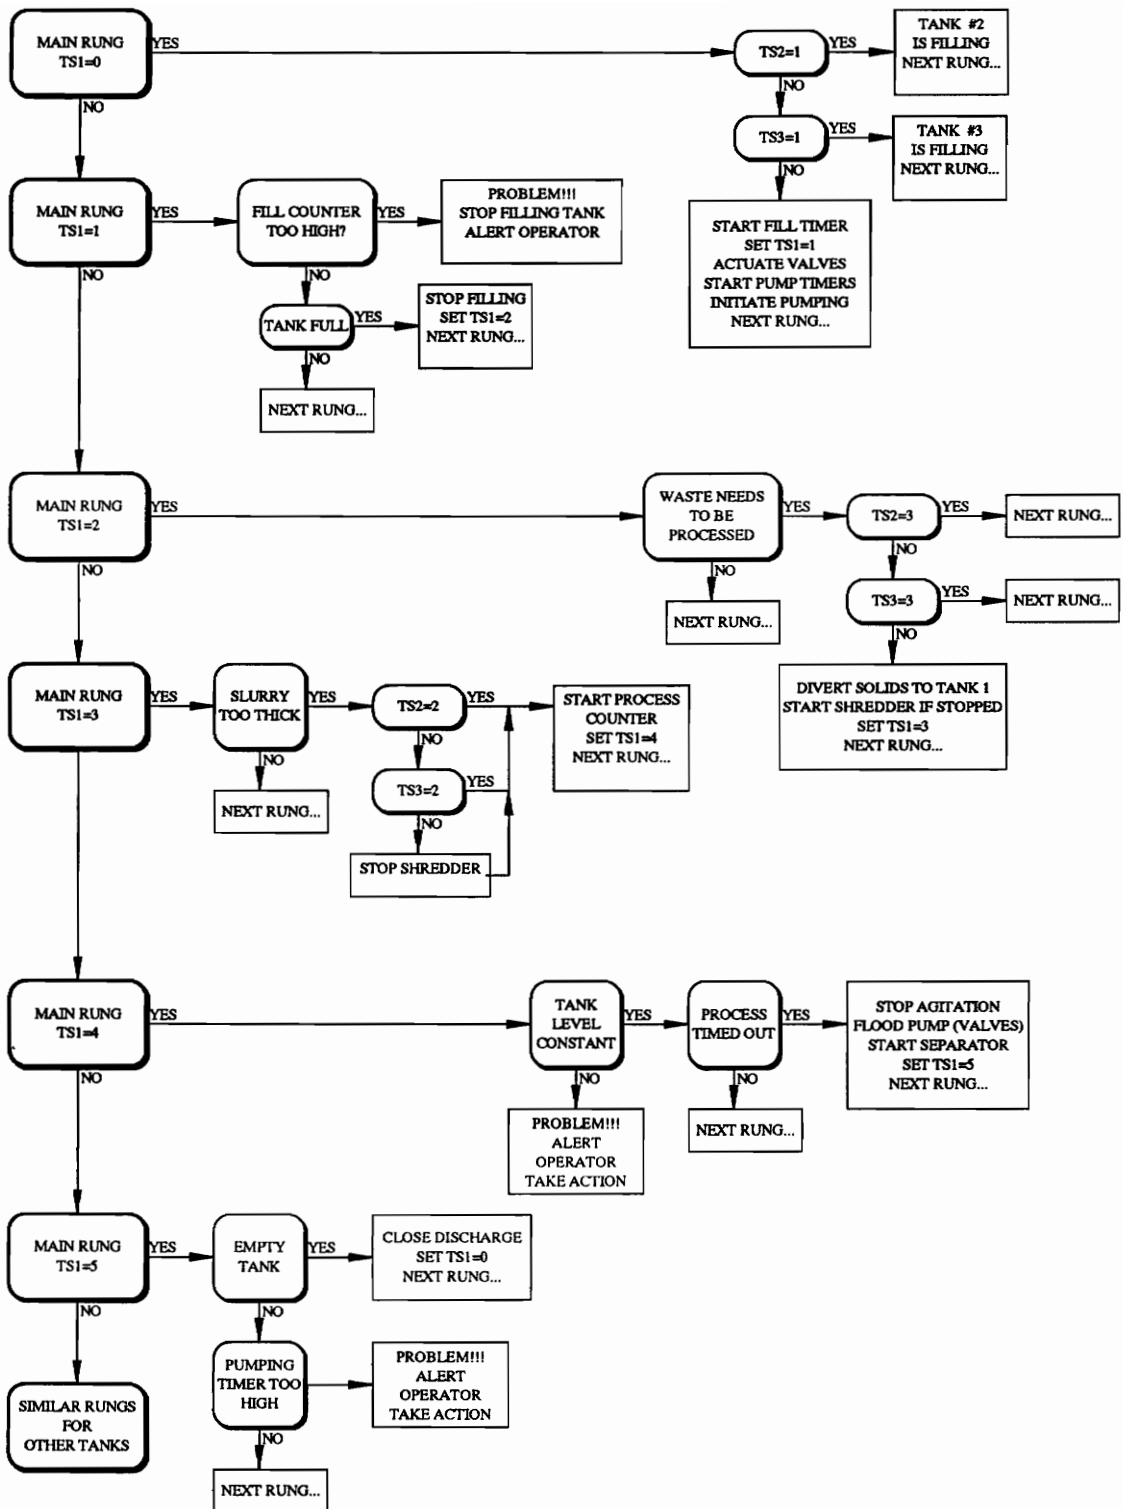 MAIN RUNG
TS1=0
YES
NO
TS2=1
YES
NO
TANK #2
IS FILLING
NEXT RUNG...
TS3=1
YES
NO
TANK #3
IS FILLING
NEXT RUNG...
START FILL TIMER
SET TS1=1
ACTUATE VALVES
START PUMP TIMERS
INITIATE PUMPING
NEXT RUNG...
MAIN RUNG
TS1=1
YES
NO
FILL COUNTER
TOO HIGH?
YES
NO
PROBLEM!!!
STOP FILLING TANK
ALERT OPERATOR
TANK FULL
YES
NO
STOP FILLING
SET TS1=2
NEXT RUNG...
NEXT RUNG...
MAIN RUNG
TS1=2
YES
NO
WASTE NEEDS
TO BE
PROCESSED
YES
NO
NEXT RUNG...
TS2=3
YES
NO
NEXT RUNG...
TS3=3
YES
NO
NEXT RUNG...
DIVERT SOLIDS TO TANK 1
START SHREDDER IF STOPPED
SET TS1=3
NEXT RUNG...
MAIN RUNG
TS1=3
YES
SLURRY
TOO THICK
YES
NO
NEXT RUNG...
TS2=2
YES
NO
TS3=2
YES
NO
STOP SHREDDER
START PROCESS
COUNTER
SET TS1=4
NEXT RUNG...
MAIN RUNG
TS1=4
YES
NO
TANK
LEVEL
CONSTANT
YES
NO
PROBLEM!!!
ALERT
OPERATOR
TAKE ACTION
PROCESS
TIMED OUT
YES
NO
NEXT RUNG...
STOP AGITATION
FLOOD PUMP (VALVES)
START SEPARATOR
SET TS1=5
NEXT RUNG...
MAIN RUNG
TS1=5
YES
NO
EMPTY
TANK
YES
NO
CLOSE DISCHARGE
SET TS1=0
NEXT RUNG...
PUMPING
TIMER TOO
HIGH
NO
PROBLEM!!!
ALERT
OPERATOR
TAKE ACTION
NEXT RUNG...
SIMILAR RUNGS
FOR
OTHER TANKS